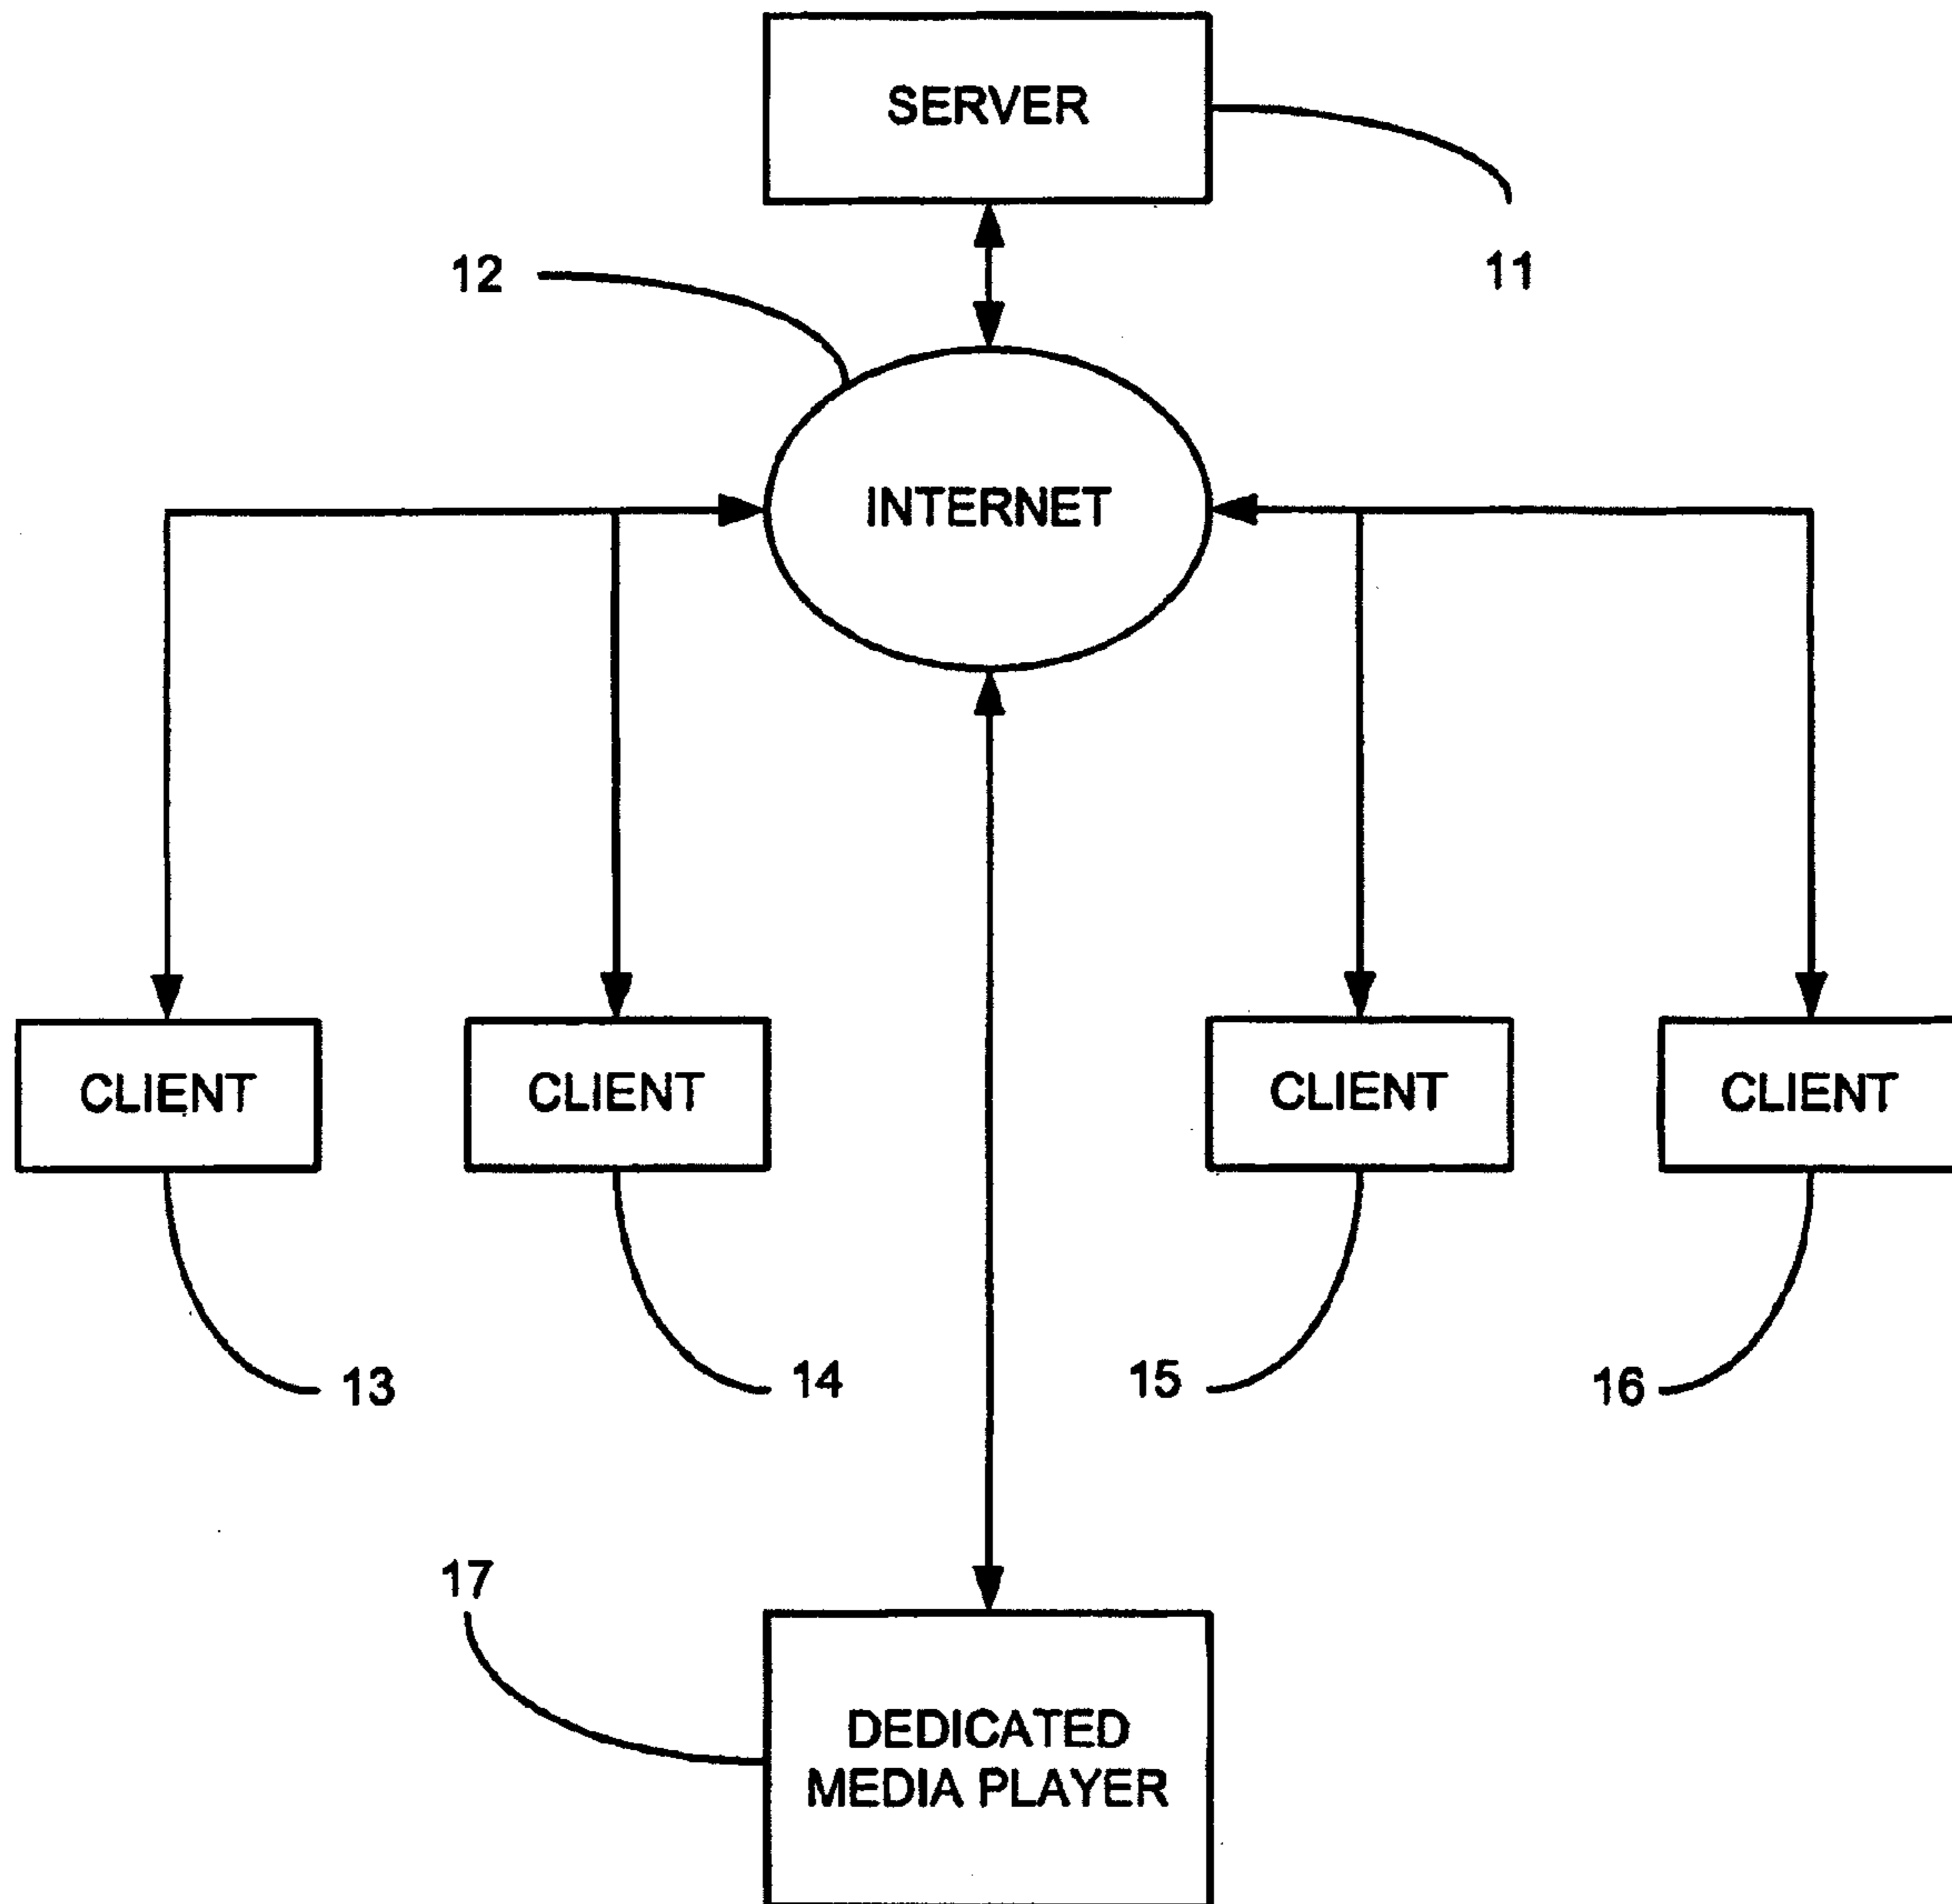 SERVER
12
11
INTERNET
CLIENT
CLIENT
CLIENT
CLIENT
13
14
15
16
17
DEDICATED
MEDIA PLAYER